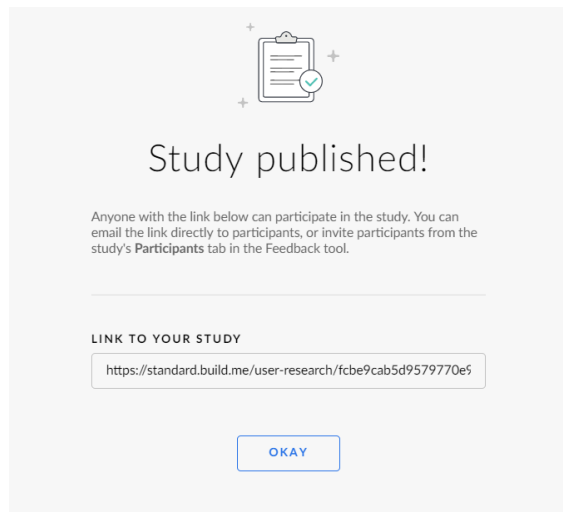 Study published!
Anyone with the link below can participate in the study. You can
email the link directly to participants, or invite participants from the
study's Participants tab in the Feedback tool.
LINK TO YOUR STUDY
https://standard.build.me/user-research/fcbe9cab5d9579770e9
OKAY